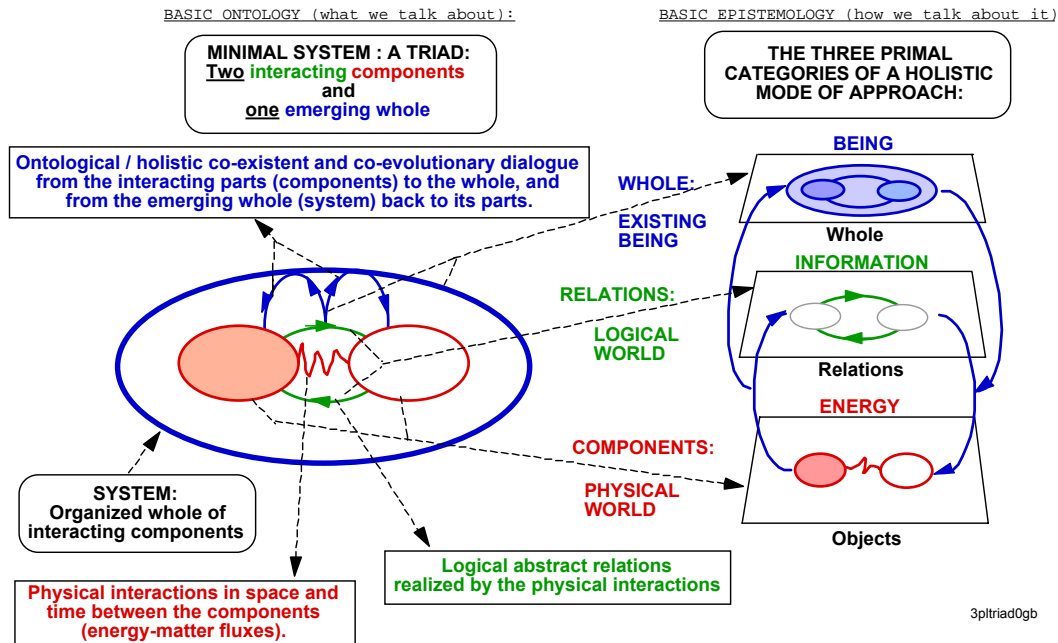 BASIC ONTOLOGY (what we talk about):
MINIMAL SYSTEM : A TRIAD:
Two interacting components
and
one emerging whole
Ontological / holistic co-existent and co-evolutionary dialogue
from the interacting parts (components) to the whole, and
from the emerging whole (system) back to its parts.
SYSTEM:
Organized whole of
interacting components
Physical interactions in space and
time between the components
(energy-matter fluxes).
Logical abstract relations
realized by the physical interactions
BASIC EPISTEMOLOGY (how we talk about it)
THE THREE PRIMAL
CATEGORIES OF A HOLISTIC
MODE OF APPROACH:
WHOLE:
EXISTING
BEING
BEING
Whole
RELATIONS:
LOGICAL
WORLD
INFORMATION
Relations
COMPONENTS:
PHYSICAL
WORLD
ENERGY
Objects
3pltriad0gb